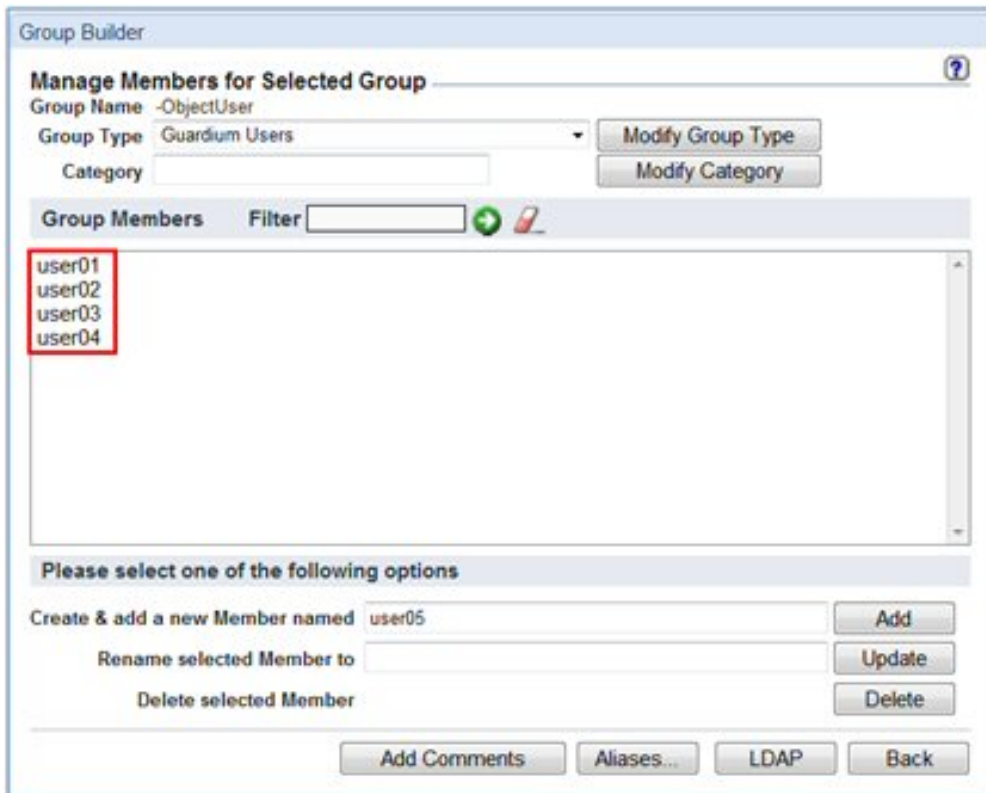 Group Builder
Manage Members for Selected Group
?
Group Name -ObjectUser
Group Type Guardium Users Modify Group Type
Category Modify Category
Group Members Filter
user01
user02
user03
user04
Please select one of the following options
Create & add a new Member named user05 Add
Rename selected Member to Update
Delete selected Member Delete
Add Comments Aliases... LDAP Back